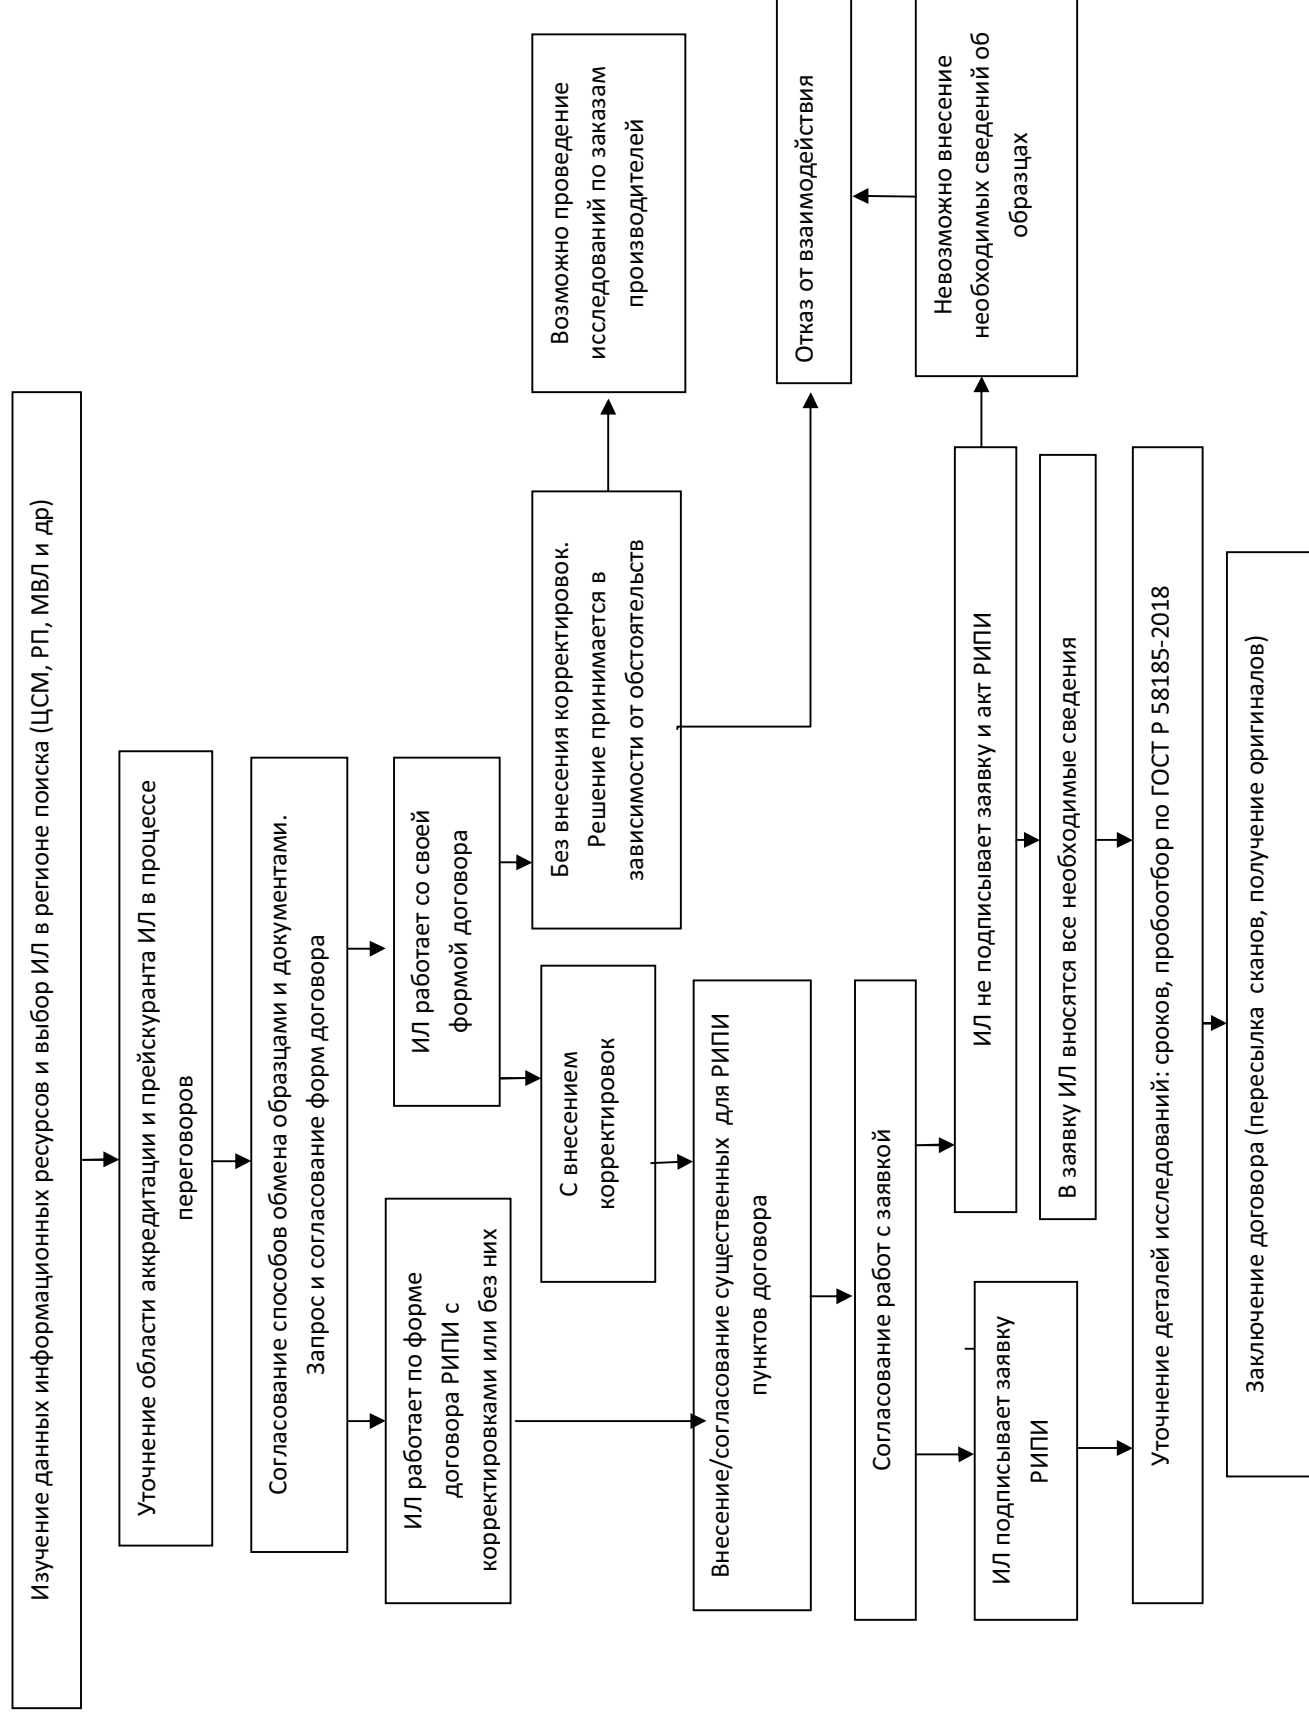 Изучение данных информационных ресурсов и выбор ИЛ в регионе поиска (ЦСМ, РП, МВЛ и др)
Уточнение области аккредитации и прейскуранта ИЛ в процессе
переговоров
Согласование способов обмена образцами и документами.
Запрос и согласование форм договора
ИЛ работает по форме
договора РИПИ с
корректировками или без них
ИЛ работает со своей
формой договора
С внесением
корректировок
Без внесения корректировок.
Решение принимается в
зависимости от обстоятельств
Возможно проведение
исследований по заказам
производителей
Внесение/согласование существенных для РИПИ
пунктов договора
Отказ от взаимодействия
Согласование работ с заявкой
ИЛ подписывает заявку
РИПИ
ИЛ не подписывает заявку и акт РИПИ
Невозможно внесение
необходимых сведений об
образцах
В заявку ИЛ вносятся все необходимые сведения
Уточнение деталей исследований: сроков, пробоотбор по ГОСТ Р 58185-2018
Заключение договора (пересылка сканов, получение оригиналов)